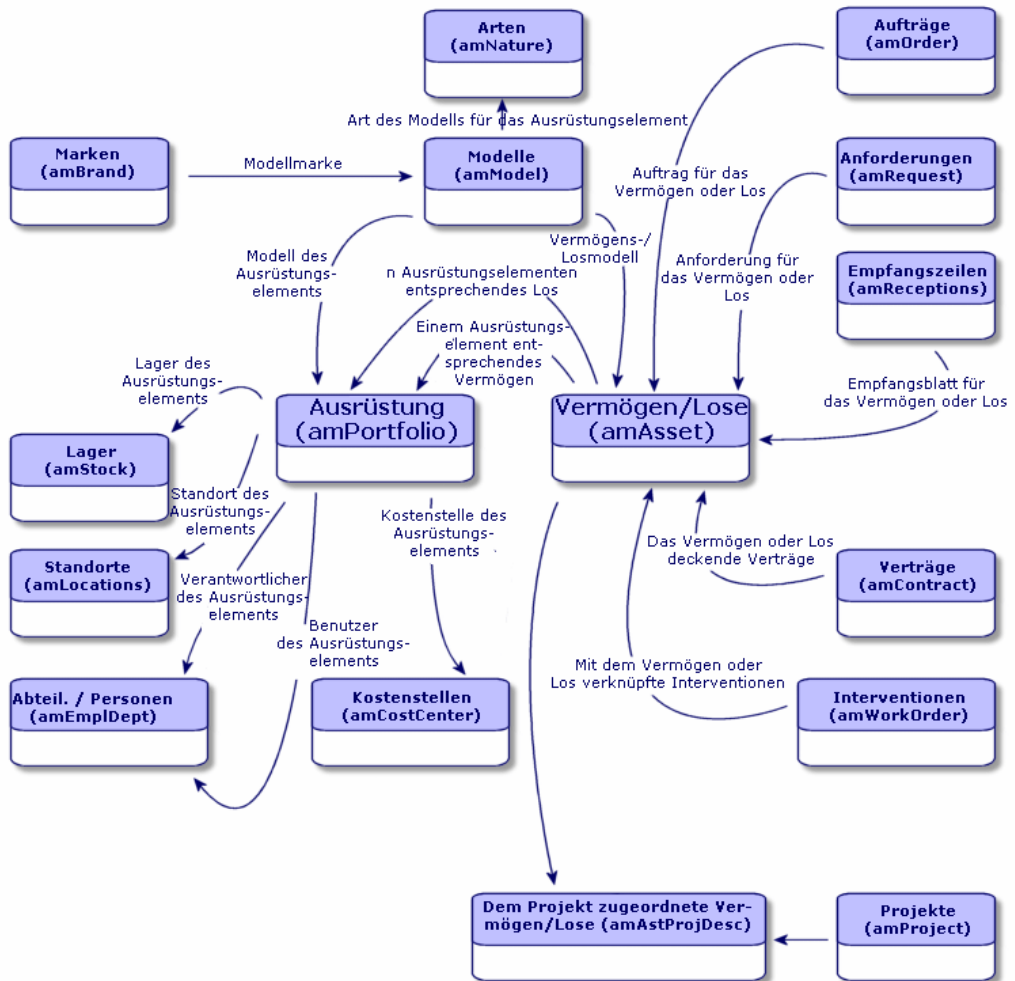 Arten
(amNature)
Aufträge
(amOrder)
Art des Modells für das Ausrüstungselement
Marken
(amBrand)
Modellmarke
Modelle
(amModel)
Auftrag für das
Vermögen oder Los
Anforderungen
(amRequest)
Modell des
Ausrüstungs-
elements
n Ausrüstungselementen
entsprechendes Los
Vermögens-/
Losmodell
Anforderung für
das Vermögen oder
Los
Empfangszeilen
(amReceptions)
Einem Ausrüstungs-
element ent-
sprechendes
Vermögen
Lager des
Ausrüstungs-
elements
Empfangsblatt für
das Vermögen oder Los
Ausrüstung
(amPortfolio)
Vermögen/Lose
(amAsset)
Lager
(amStock)
Standort des
Ausrüstungs-
elements
Kostenstelle des
Ausrüstungs-
elements
Das Vermögen oder Los
deckende Verträge
Standorte
(amLocations)
Verträge
(amContract)
Verantwortlicher
des Ausrüstungs-
elements
Benutzer
des Ausrüstungs-
elements
Mit dem Vermögen oder
Los verknüpfte Interventionen
Abteil. / Personen
(amEmplDept)
Kostenstellen
(amCostCenter)
Interventionen
(amWorkOrder)
Dem Projekt zugeordnete Ver-
mögen/Lose (amAstProjDesc)
Projekte
(amProject)